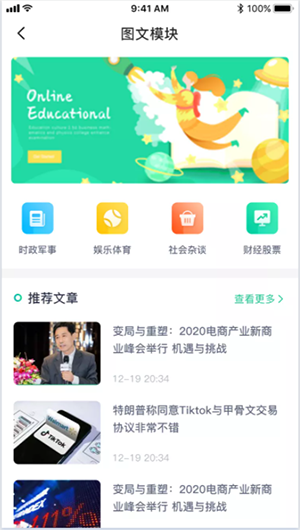 9:41 AM
100%
图文模块
Online
Educational
时政军事
娱乐体育
社会杂谈
财经股票
推荐文章
查看更多
变局与重塑：2020电商产业新商
业峰会举行 机遇与挑战
12-19 20:34
特朗普称同意Tiktok与甲骨文交易
协议非常不错
TikTok
12-19 20:34
变局与重塑：2020电商产业新商
业峰会举行 机遇与挑战